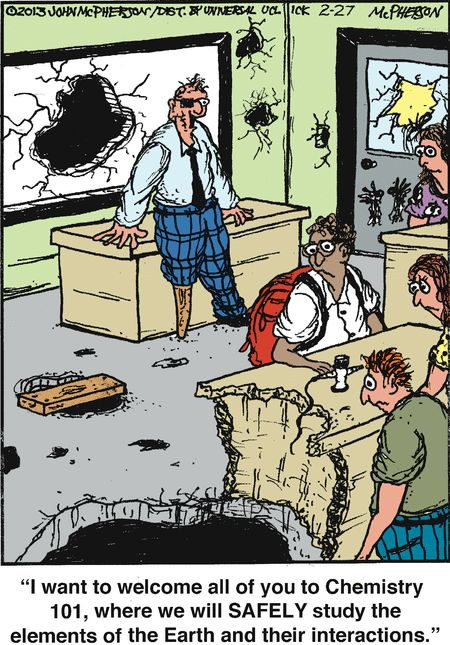 ©2013 JOHN MCPHERSON/DIST. BY UNIVERSAL UCLICK 2-27 MCPHERSON
“I want to welcome all of you to Chemistry
101, where we will SAFELY study the
elements of the Earth and their interactions.”